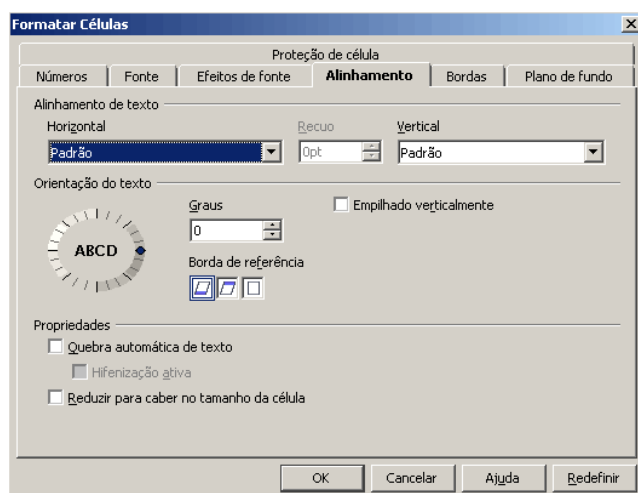 Formatar Células
Proteção de célula
Números Fonte Efeitos de fonte Alinhamento Bordas Plano de fundo
Alinhamento de texto
Horizontal Recuo Vertical
Padrão 0pt Padrão
Orientação do texto
Graus Empilhado verticalmente
0
ABCD
Borda de referência
Propriedades
Quebra automática de texto
Hifenização ativa
Reduzir para caber no tamanho da célula
OK Cancelar Ajuda Redefinir